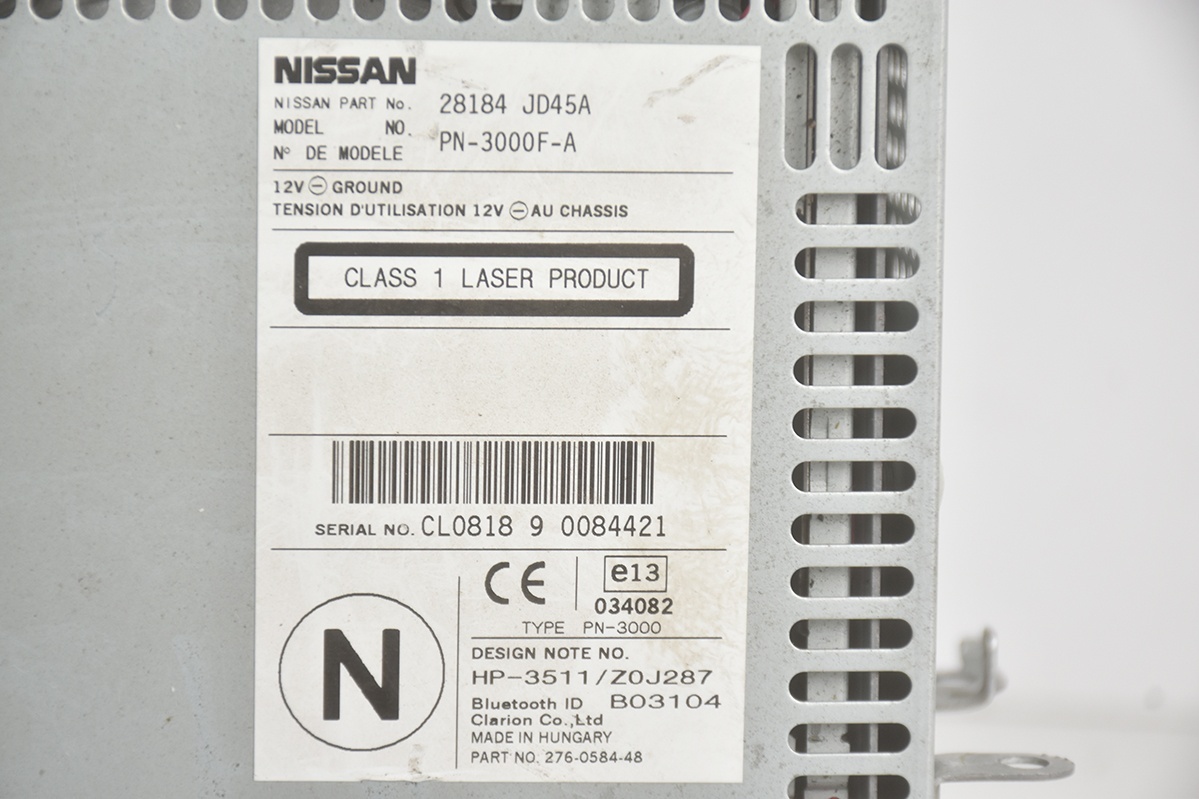 NISSAN
NISSAN PART No. 28184 JD45A
MODEL NO. PN-3000F-A
N° DE MODELE
12V ⊖ GROUND
TENSION D'UTILISATION 12V ⊖ AU CHASSIS
CLASS 1 LASER PRODUCT
SERIAL NO. CL0818 9 0084421
N
CE
e13
034082
TYPE PN-3000
DESIGN NOTE NO.
HP-3511/Z0J287
Bluetooth ID B03104
Clarion Co.,Ltd
MADE IN HUNGARY
PART NO. 276-0584-48